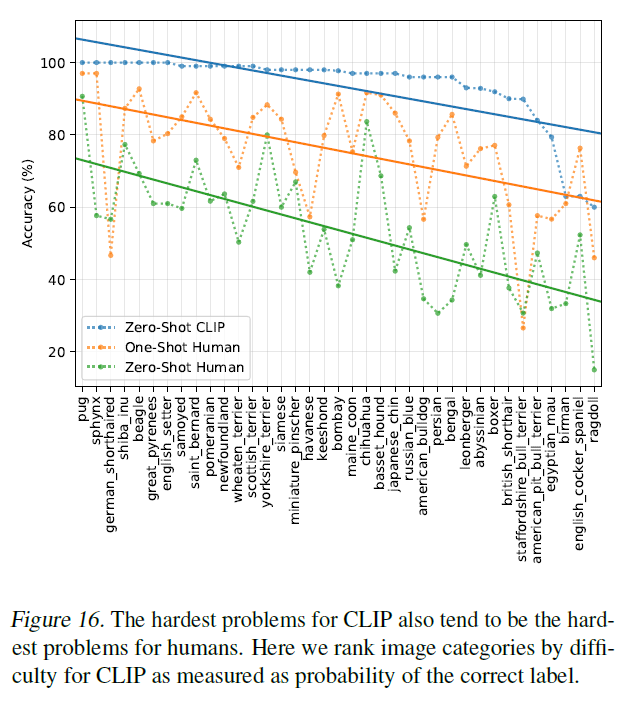 100
80
60
40
20
Accuracy (%)
Zero-Shot CLIP
One-Shot Human
Zero-Shot Human
pug
sphynx
german_shorthaired
shiba_inu
beagle
great_pyrenees
english_setter
samoyed
saint_bernard
pomeranian
newfoundland
wheaten_terrier
scottish_terrier
yorkshire_terrier
siamese
miniature_pinscher
havanese
keeshond
bombay
maine_coon
chihuahua
basset_hound
japanese_chin
russian_blue
american_bulldog
persian
bengal
leonberger
abyssinian
boxer
british_shorthair
staffordshire_bull_terrier
american_pit_bull_terrier
egyptian_mau
birman
english_cocker_spaniel
ragdoll
Figure 16. The hardest problems for CLIP also tend to be the hard-
est problems for humans. Here we rank image categories by diffi-
culty for CLIP as measured as probability of the correct label.